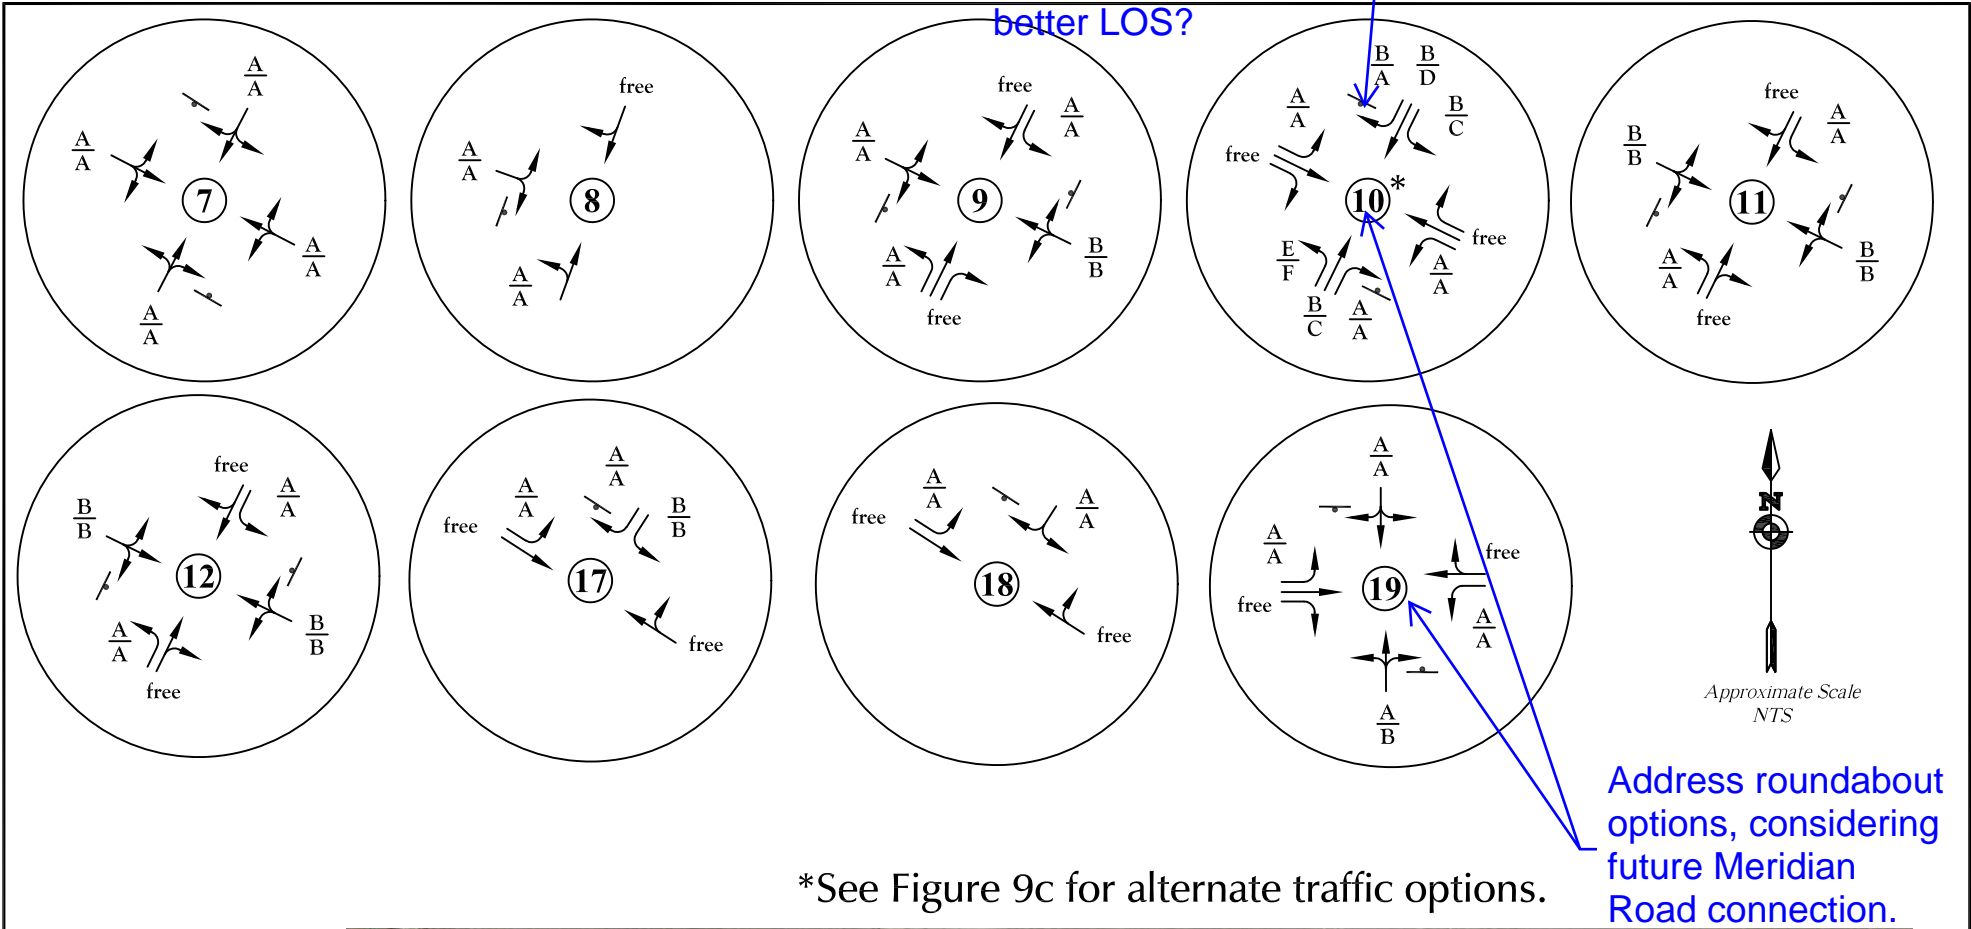 better LOS?
A
A
A
A
7
A
A
A
A
free
A
A
8
A
A
free
A
A
A
A
9
A
A
B
B
free
B
A
B
D
A
A
B
C
free
10
*
free
E
F
A
A
B
C
A
A
free
A
A
B
B
11
A
A
B
B
free
free
A
A
B
B
12
A
A
B
B
free
A
A
A
A
B
B
free
17
free
A
A
A
A
free
18
free
A
A
A
A
free
free
19
A
A
A
B
N
Approximate Scale
NTS
Address roundabout
options, considering
future Meridian
Road connection.
*See Figure 9c for alternate traffic options.